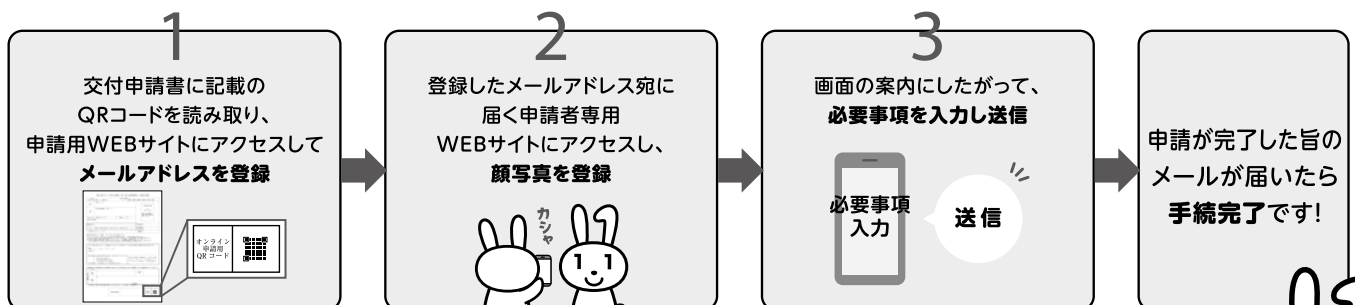 1
交付申請書に記載の
QRコードを読み取り、
申請用WEBサイトにアクセスして
メールアドレスを登録
オンライン
申請用
QRコード
2
登録したメールアドレス宛に
届く申請者専用
WEBサイトにアクセスし、
顔写真を登録
カシャ
3
画面の案内にしたがって、
必要事項を入力し送信
必要事項
入力
送信
申請が完了した旨の
メールが届いたら
手続完了です!